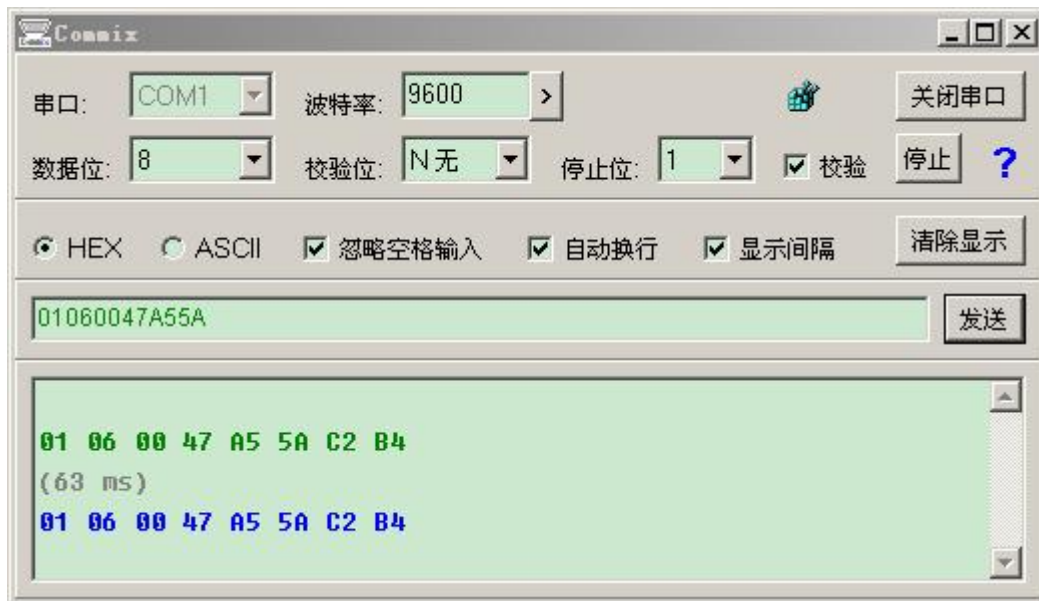 Commix
串口: COM1 波特率: 9600 > 关闭串口
数据位: 8 校验位: N 无 停止位: 1 校验 停止 ?
HEX ASCII 忽略空格输入 自动换行 显示间隔 清除显示
01060047A55A 发送
01 06 00 47 A5 5A C2 B4
(63 ms)
01 06 00 47 A5 5A C2 B4